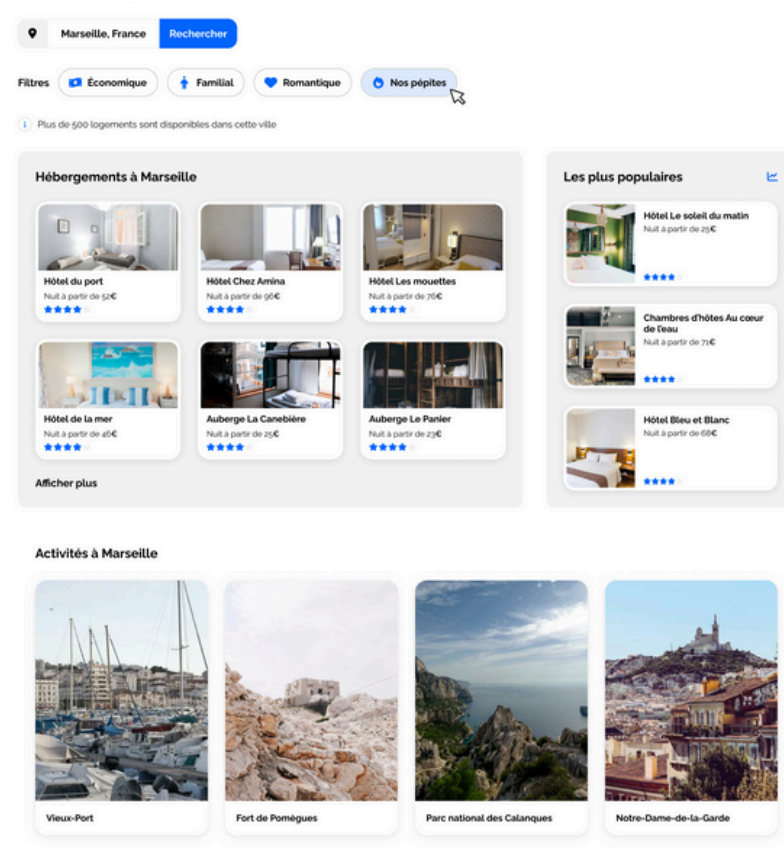 Marseille, France Rechercher
Filtres Économique Familial Romantique Nos pépites
i Plus de 500 logements sont disponibles dans cette ville
Hébergements à Marseille
Hôtel du port
Nuit à partir de 52€
Hôtel Chez Amina
Nuit à partir de 96€
Hôtel Les mouettes
Nuit à partir de 76€
Hôtel de la mer
Nuit à partir de 46€
Auberge La Canebière
Nuit à partir de 25€
Auberge Le Panier
Nuit à partir de 23€
Afficher plus
Les plus populaires
Hôtel Le soleil du matin
Nuit à partir de 25€
Chambres d'hôtes Au cœur
de l'eau
Nuit à partir de 71€
Hôtel Bleu et Blanc
Nuit à partir de 68€
Activités à Marseille
Vieux-Port
Fort de Pomègues
Parc national des Calanques
Notre-Dame-de-la-Garde